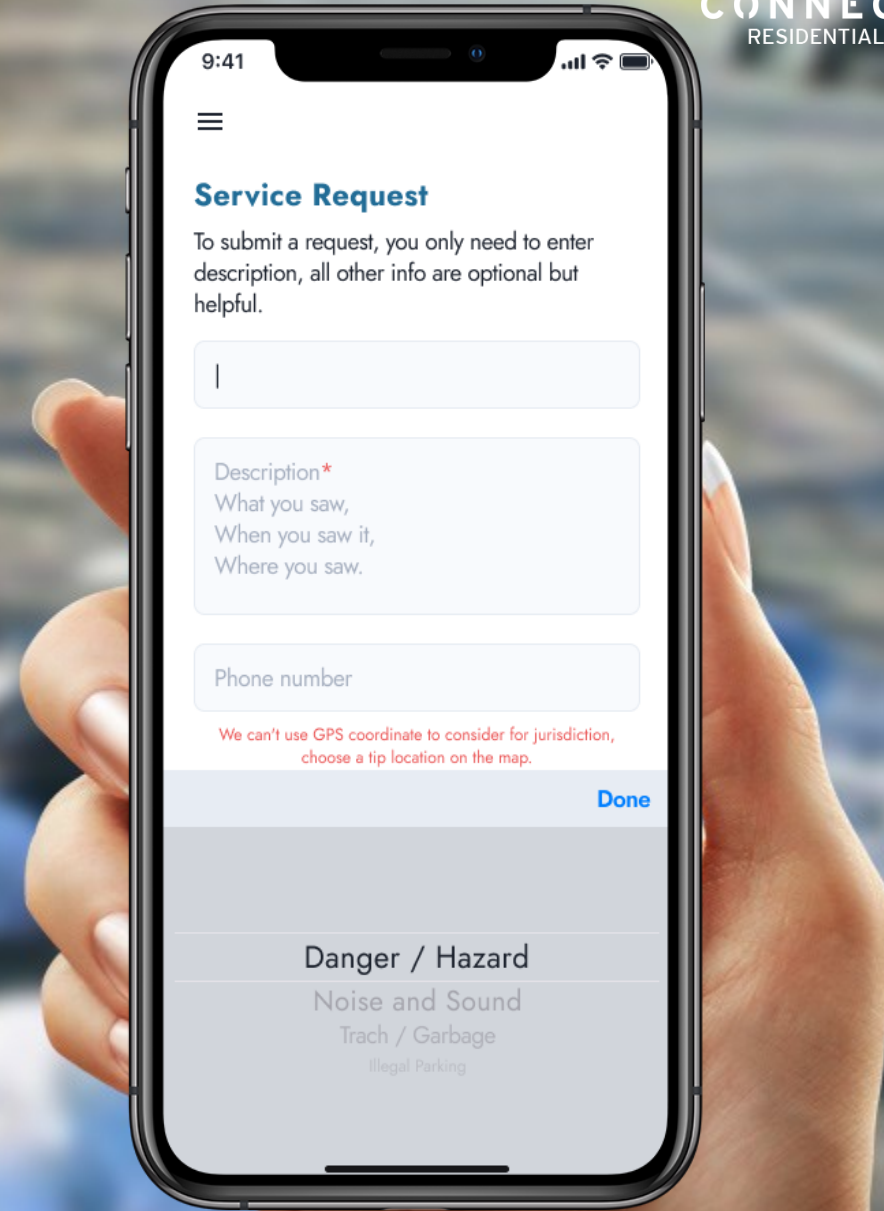 CONNEC
RESIDENTIAL
9:41
Service Request
To submit a request, you only need to enter
description, all other info are optional but
helpful.
Description*
What you saw,
When you saw it,
Where you saw.
Phone number
We can't use GPS coordinate to consider for jurisdiction,
choose a tip location on the map.
Done
Danger / Hazard
Noise and Sound
Trach / Garbage
Illegal Parking